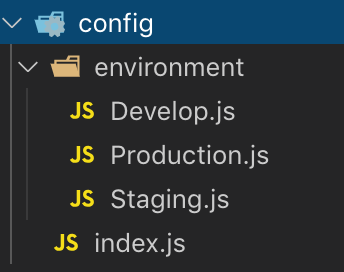 config
environment
JS Develop.js
JS Production.js
JS Staging.js
JS index.js